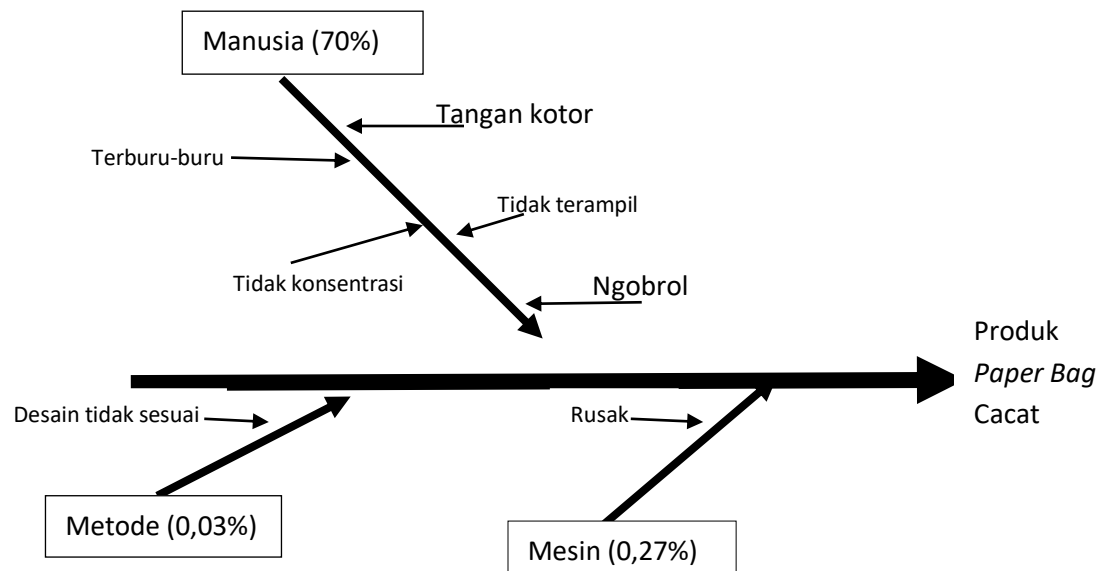 Manusia (70%)
Tangan kotor
Terburu-buru
Tidak terampil
Tidak konsentrasi
Ngobrol
Produk
Paper Bag
Cacat
Desain tidak sesuai
Rusak
Metode (0,03%)
Mesin (0,27%)